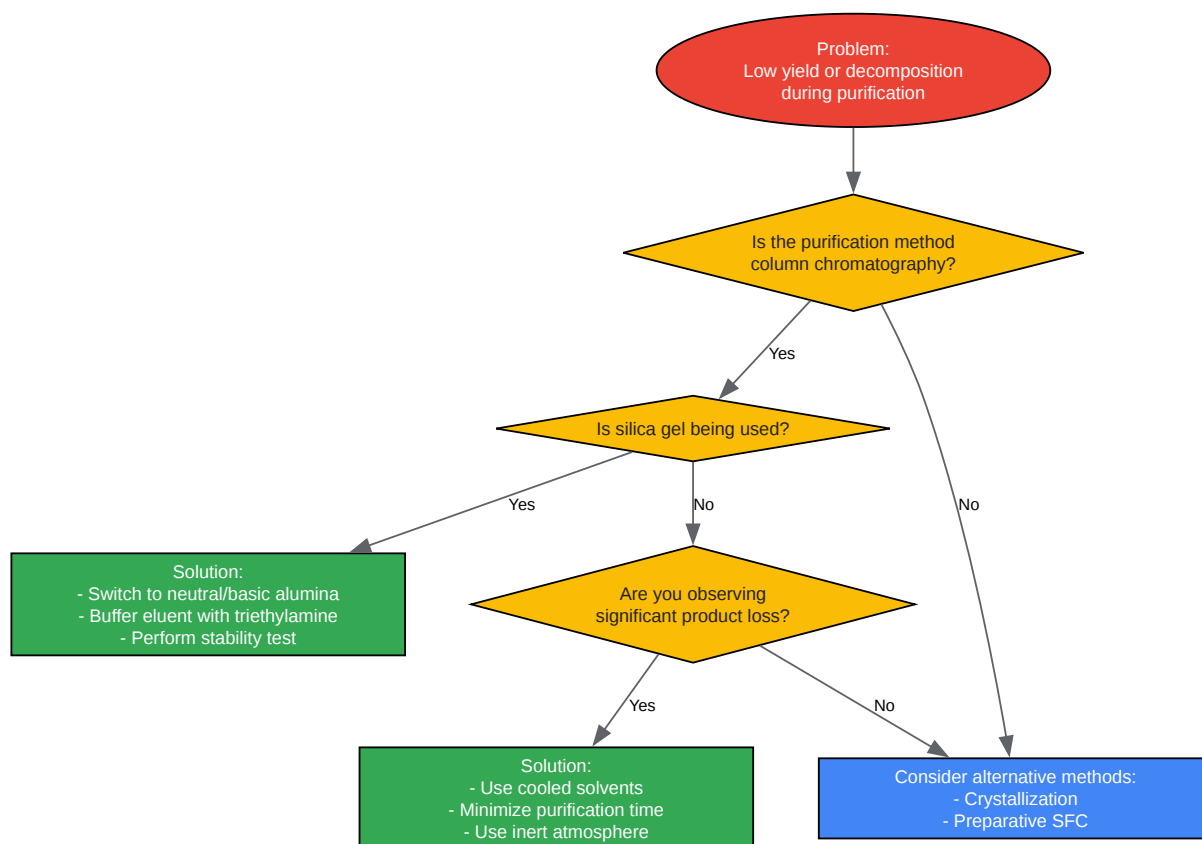 Problem:
Low yield or decomposition
during purification
Is the purification method
column chromatography?
Yes
No
Is silica gel being used?
Yes
No
Solution:
- Switch to neutral/basic alumina
- Buffer eluent with triethylamine
- Perform stability test
Are you observing
significant product loss?
Yes
No
Solution:
- Use cooled solvents
- Minimize purification time
- Use inert atmosphere
Consider alternative methods:
- Crystallization
- Preparative SFC